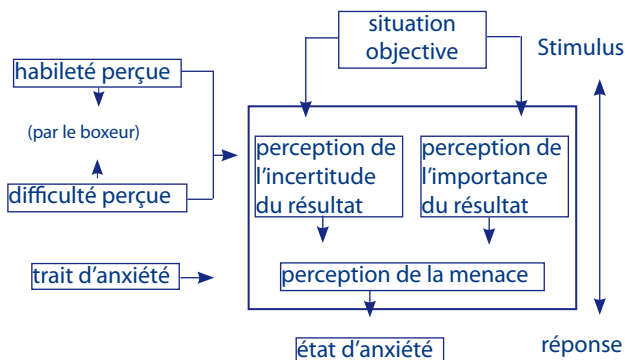 situation
objective
Stimulus
habileté perçue
(par le boxeur)
difficulté perçue
perception de
l'incertitude
du résultat
perception de
l'importance
du résultat
trait d'anxiété
perception de la menace
état d'anxiété
réponse